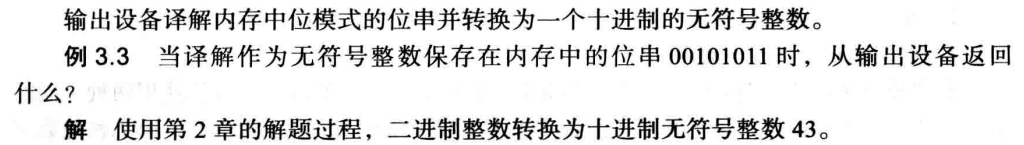 输出设备译解内存中位模式的位串并转换为一个十进制的无符号整数。
例 3.3 当译解作为无符号整数保存在内存中的位串 00101011 时，从输出设备返回
什么？
解 使用第 2 章的解题过程，二进制整数转换为十进制无符号整数 43。